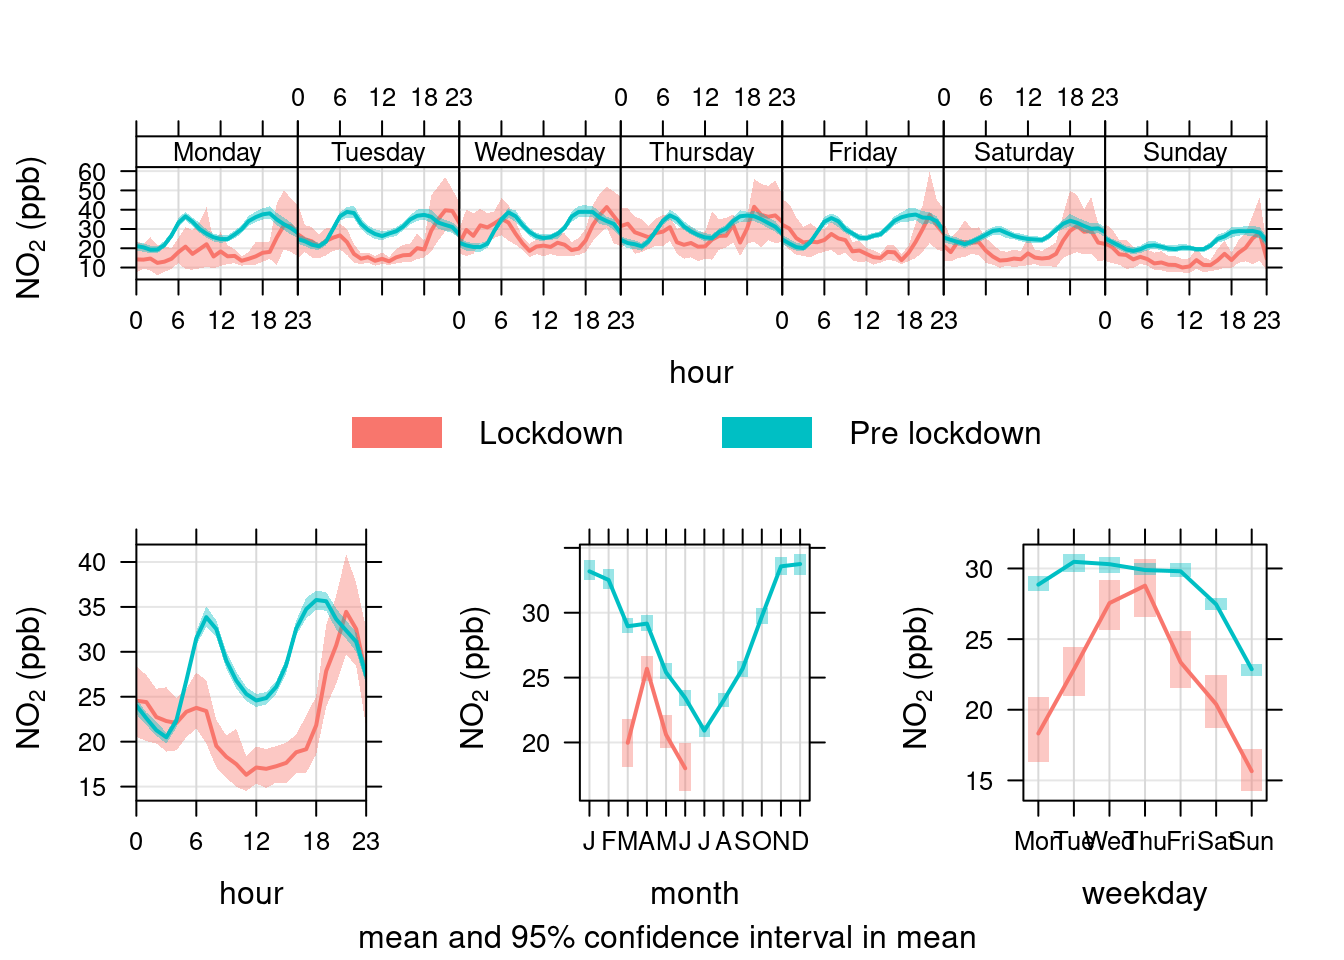 0 6 12 18 23 0 6 12 18 23 0 6 12 18 23
Monday Tuesday Wednesday Thursday Friday Saturday Sunday
NO2 (ppb)
60
50
40
30
20
10
0 6 12 18 23 0 6 12 18 23 0 6 12 18 23 0 6 12 18 23
hour
Lockdown Pre lockdown
NO2 (ppb)
40
35
30
25
20
15
0 6 12 18 23
hour
NO2 (ppb)
30
25
20
J F M A M J J A S O N D
month
NO2 (ppb)
30
25
20
15
Mon Tue Wed Thu Fri Sat Sun
weekday
mean and 95% confidence interval in mean